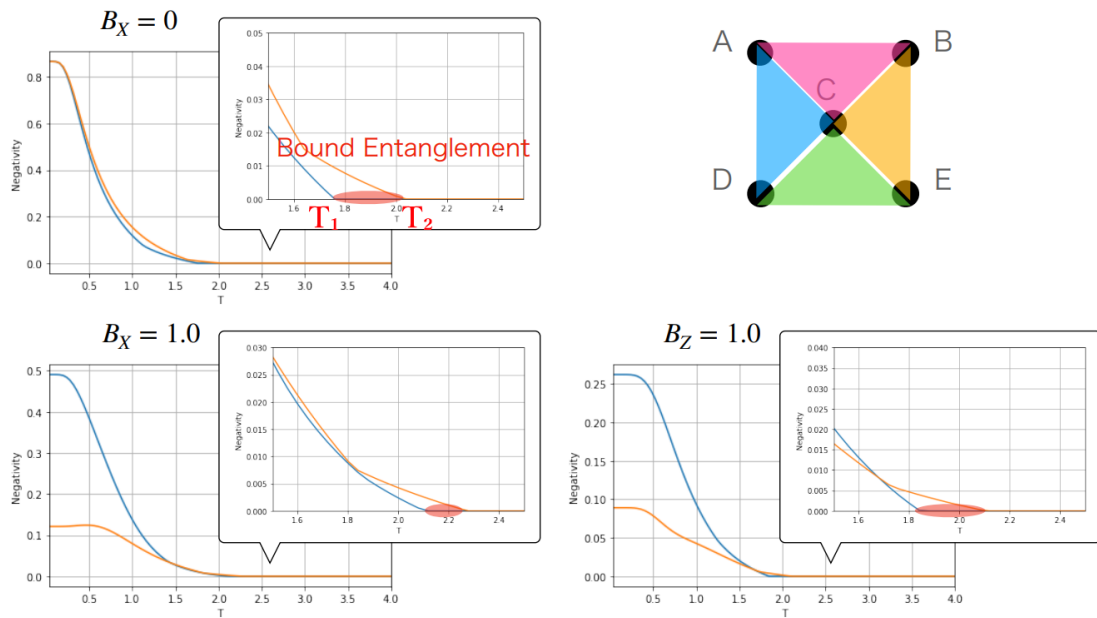 B_X = 0
0.05
0.04
0.03
0.02
0.01
0.00
Negativity
Bound Entanglement
1.6 1.8 2.0 2.2 2.4
T
T₁ T₂
0.8
0.6
0.4
0.2
0.0
Negativity
0.5 1.0 1.5 2.0 2.5 3.0 3.5 4.0
T
A B
C
D E
B_X = 1.0
0.030
0.025
0.020
0.015
0.010
0.005
0.000
Negativity
1.6 1.8 2.0 2.2 2.4
T
0.5
0.4
0.3
0.2
0.1
0.0
Negativity
0.5 1.0 1.5 2.0 2.5 3.0 3.5 4.0
T
B_Z = 1.0
0.040
0.035
0.030
0.025
0.020
0.015
0.010
0.005
0.000
Negativity
1.6 1.8 2.0 2.2 2.4
T
0.25
0.20
0.15
0.10
0.05
0.00
Negativity
0.5 1.0 1.5 2.0 2.5 3.0 3.5 4.0
T